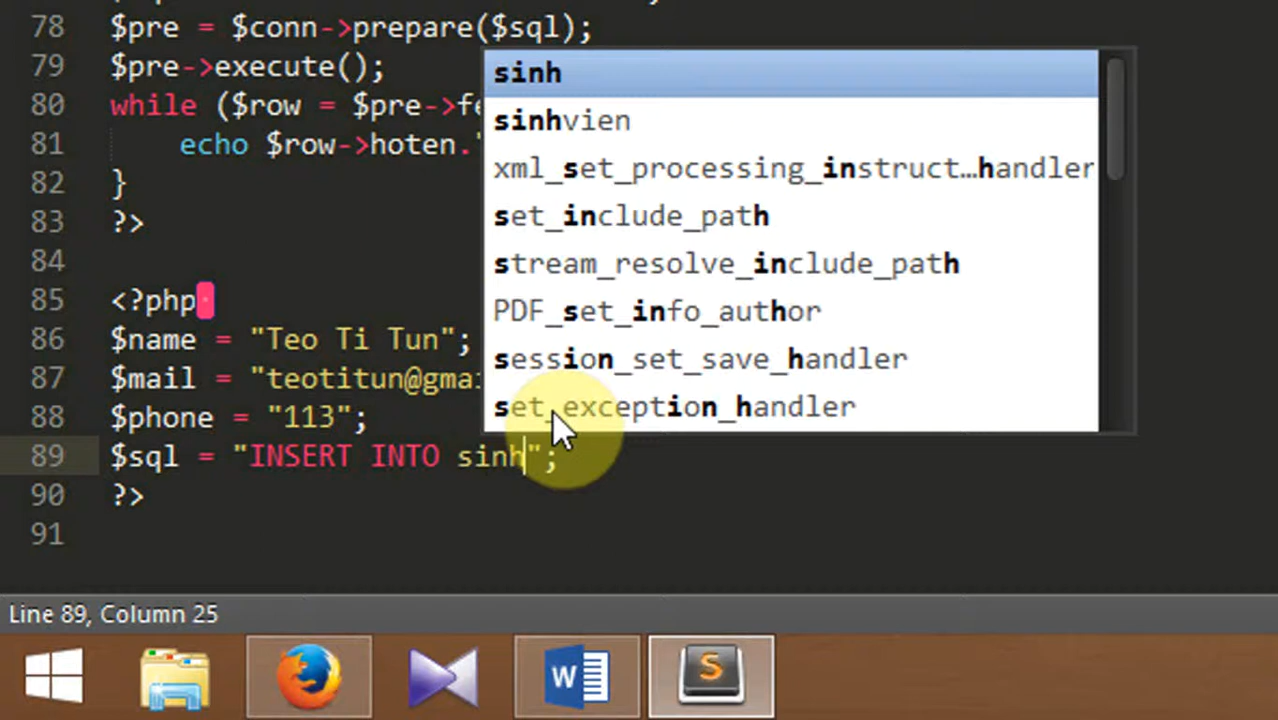 78 $pre = $conn->prepare($sql);
79 $pre->execute();
80 while ($row = $pre->fe
81 echo $row->hoten."
82 }
83 ?>
84
85 <?php
86 $name = "Teo Ti Tun";
87 $mail = "teotitun@gmai
88 $phone = "113";
89 $sql = "INSERT INTO sinh";
90 ?>
91
sinh
sinhvien
xml_set_processing_instruct…handler
set_include_path
stream_resolve_include_path
PDF_set_info_author
session_set_save_handler
set_exception_handler
Line 89, Column 25
W
S